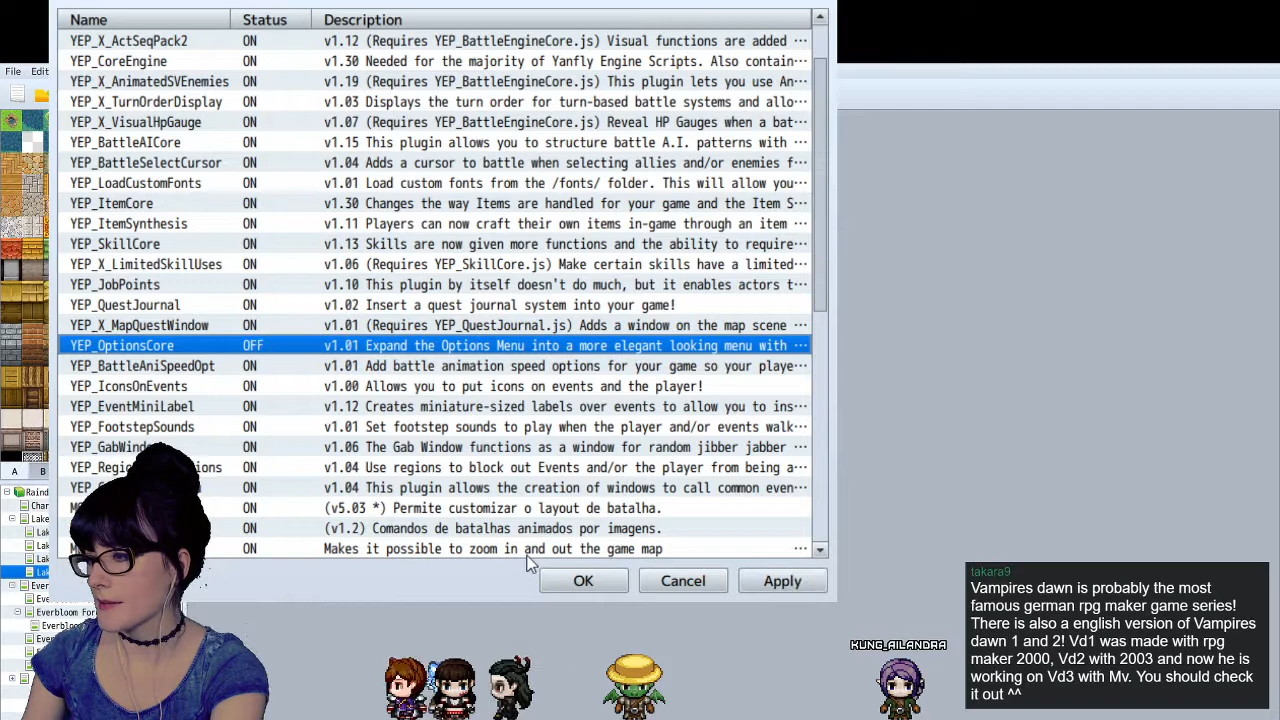 Name Status Description
YEP_X_ActSeqPack2 ON v1.12 (Requires YEP_BattleEngineCore.js) Visual functions are added ···
YEP_CoreEngine ON v1.30 Needed for the majority of Yanfly Engine Scripts. Also contain···
YEP_X_AnimatedSVEnemies ON v1.19 (Requires YEP_BattleEngineCore.js) This plugin lets you use An···
YEP_X_TurnOrderDisplay ON v1.03 Displays the turn order for turn-based battle systems and allo···
YEP_X_VisualHpGauge ON v1.07 (Requires YEP_BattleEngineCore.js) Reveal HP Gauges when a bat···
YEP_BattleAICore ON v1.15 This plugin allows you to structure battle A.I. patterns with ···
YEP_BattleSelectCursor ON v1.04 Adds a cursor to battle when selecting allies and/or enemies f···
YEP_LoadCustomFonts ON v1.01 Load custom fonts from the /fonts/ folder. This will allow you···
YEP_ItemCore ON v1.30 Changes the way Items are handled for your game and the Item S···
YEP_ItemSynthesis ON v1.11 Players can now craft their own items in-game through an item ···
YEP_SkillCore ON v1.13 Skills are now given more functions and the ability to require···
YEP_X_LimitedSkillUses ON v1.06 (Requires YEP_SkillCore.js) Make certain skills have a limited···
YEP_JobPoints ON v1.10 This plugin by itself doesn't do much, but it enables actors t···
YEP_QuestJournal ON v1.02 Insert a quest journal system into your game!
YEP_X_MapQuestWindow ON v1.01 (Requires YEP_QuestJournal.js) Adds a window on the map scene ···
YEP_OptionsCore OFF v1.01 Expand the Options Menu into a more elegant looking menu with ···
YEP_BattleAniSpeedOpt ON v1.01 Add battle animation speed options for your game so your playe···
YEP_IconsOnEvents ON v1.00 Allows you to put icons on events and the player!
YEP_EventMiniLabel ON v1.12 Creates miniature-sized labels over events to allow you to ins···
YEP_FootstepSounds ON v1.01 Set footstep sounds to play when the player and/or events walk···
YEP_GabWind ON v1.06 The Gab Window functions as a window for random jibber jabber ···
YEP_Reg ions ON v1.04 Use regions to block out Events and/or the player from being a···
ON v1.04 This plugin allows the creation of windows to call common even···
(v5.03 *) Permite customizar o layout de batalha.
ON (v1.2) Comandos de batalhas animados por imagens.
ON Makes it possible to zoom in and out the game map ···
OK Cancel Apply
File Edit
A B
Raind
Char
Lake
Lak
Lak
Lak
Lak
Ever
Eve
Everbloom For
Everbloom
KUNG_AILANDRA
takara9
Vampires dawn is probably the most
famous german rpg maker game series!
There is also a english version of Vampires
dawn 1 and 2! Vd1 was made with rpg
maker 2000, Vd2 with 2003 and now he is
working on Vd3 with Mv. You should check
it out ^^